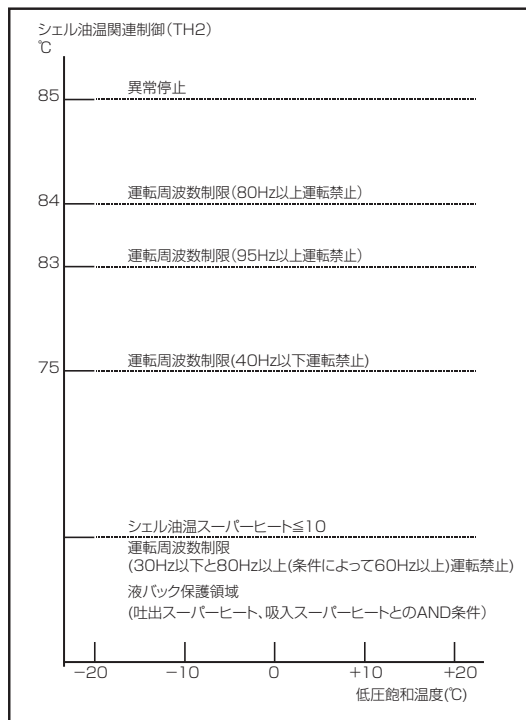 シェル油温関連制御(TH2)
℃
85
異常停止
84
運転周波数制限(80Hz以上運転禁止)
83
運転周波数制限(95Hz以上運転禁止)
75
運転周波数制限(40Hz以下運転禁止)
シェル油温スーパーヒート≦10
運転周波数制限
(30Hz以下と80Hz以上(条件によって60Hz以上)運転禁止)
液バック保護領域
(吐出スーパーヒート、吸入スーパーヒートとのAND条件)
−20 −10 0 +10 +20
低圧飽和温度(℃)